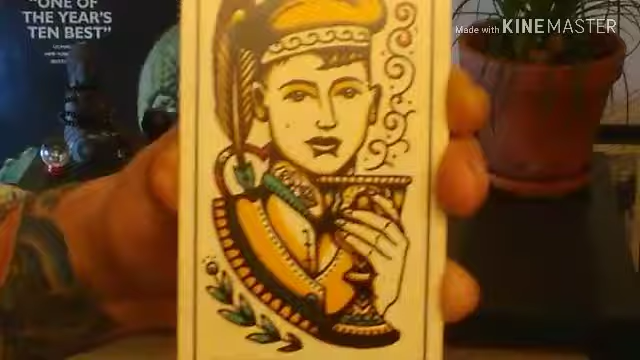 Made with KINEMASTER
"ONE OF
THE YEAR'S
TEN BEST"